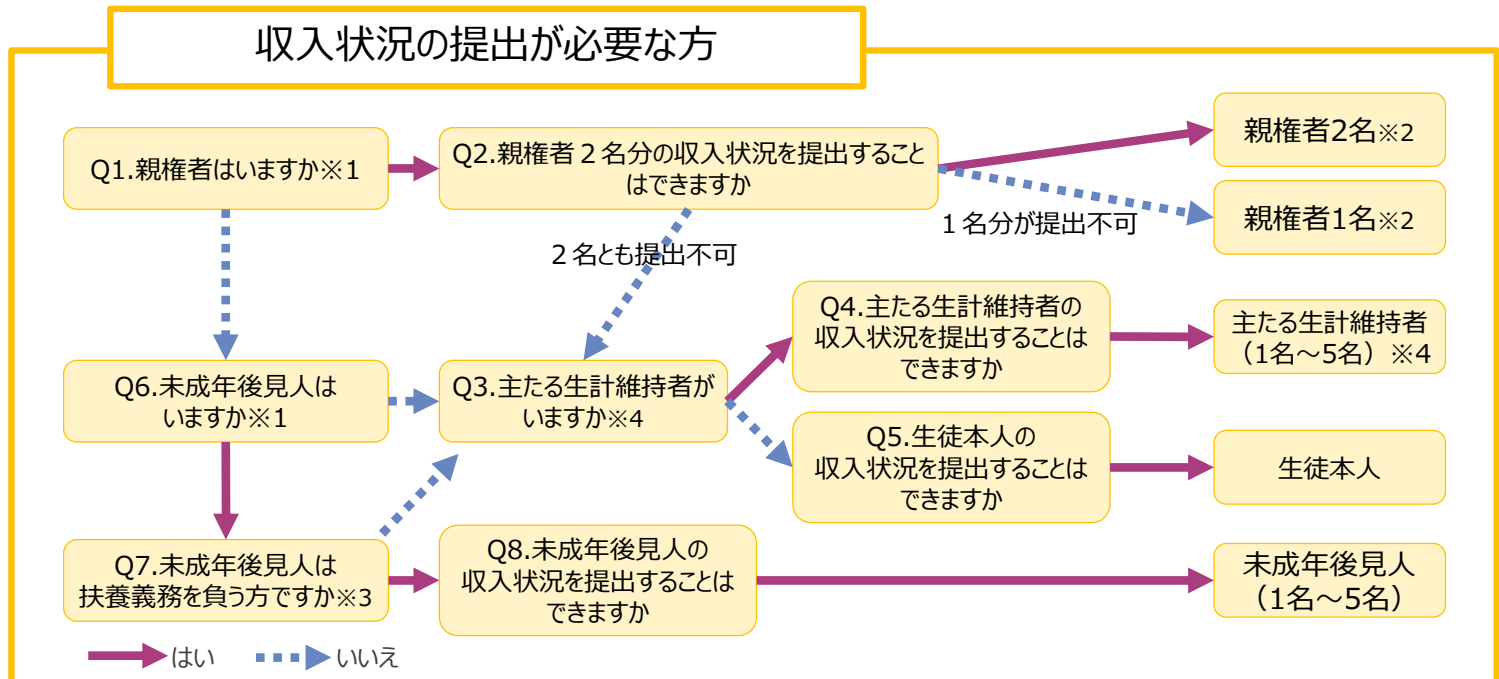 収入状況の提出が必要な方
Q1.親権者はいますか※1
Q2.親権者２名分の収入状況を提出すること
はできますか
親権者2名※2
親権者1名※2
１名分が提出不可
２名とも提出不可
Q6.未成年後見人は
いますか※1
Q3.主たる生計維持者が
いますか※4
Q4.主たる生計維持者の
収入状況を提出することは
できますか
主たる生計維持者
（1名～5名）※4
Q5.生徒本人の
収入状況を提出することは
できますか
生徒本人
Q7.未成年後見人は
扶養義務を負う方ですか※3
Q8.未成年後見人の
収入状況を提出することは
できますか
未成年後見人
（1名～5名）
はい
いいえ